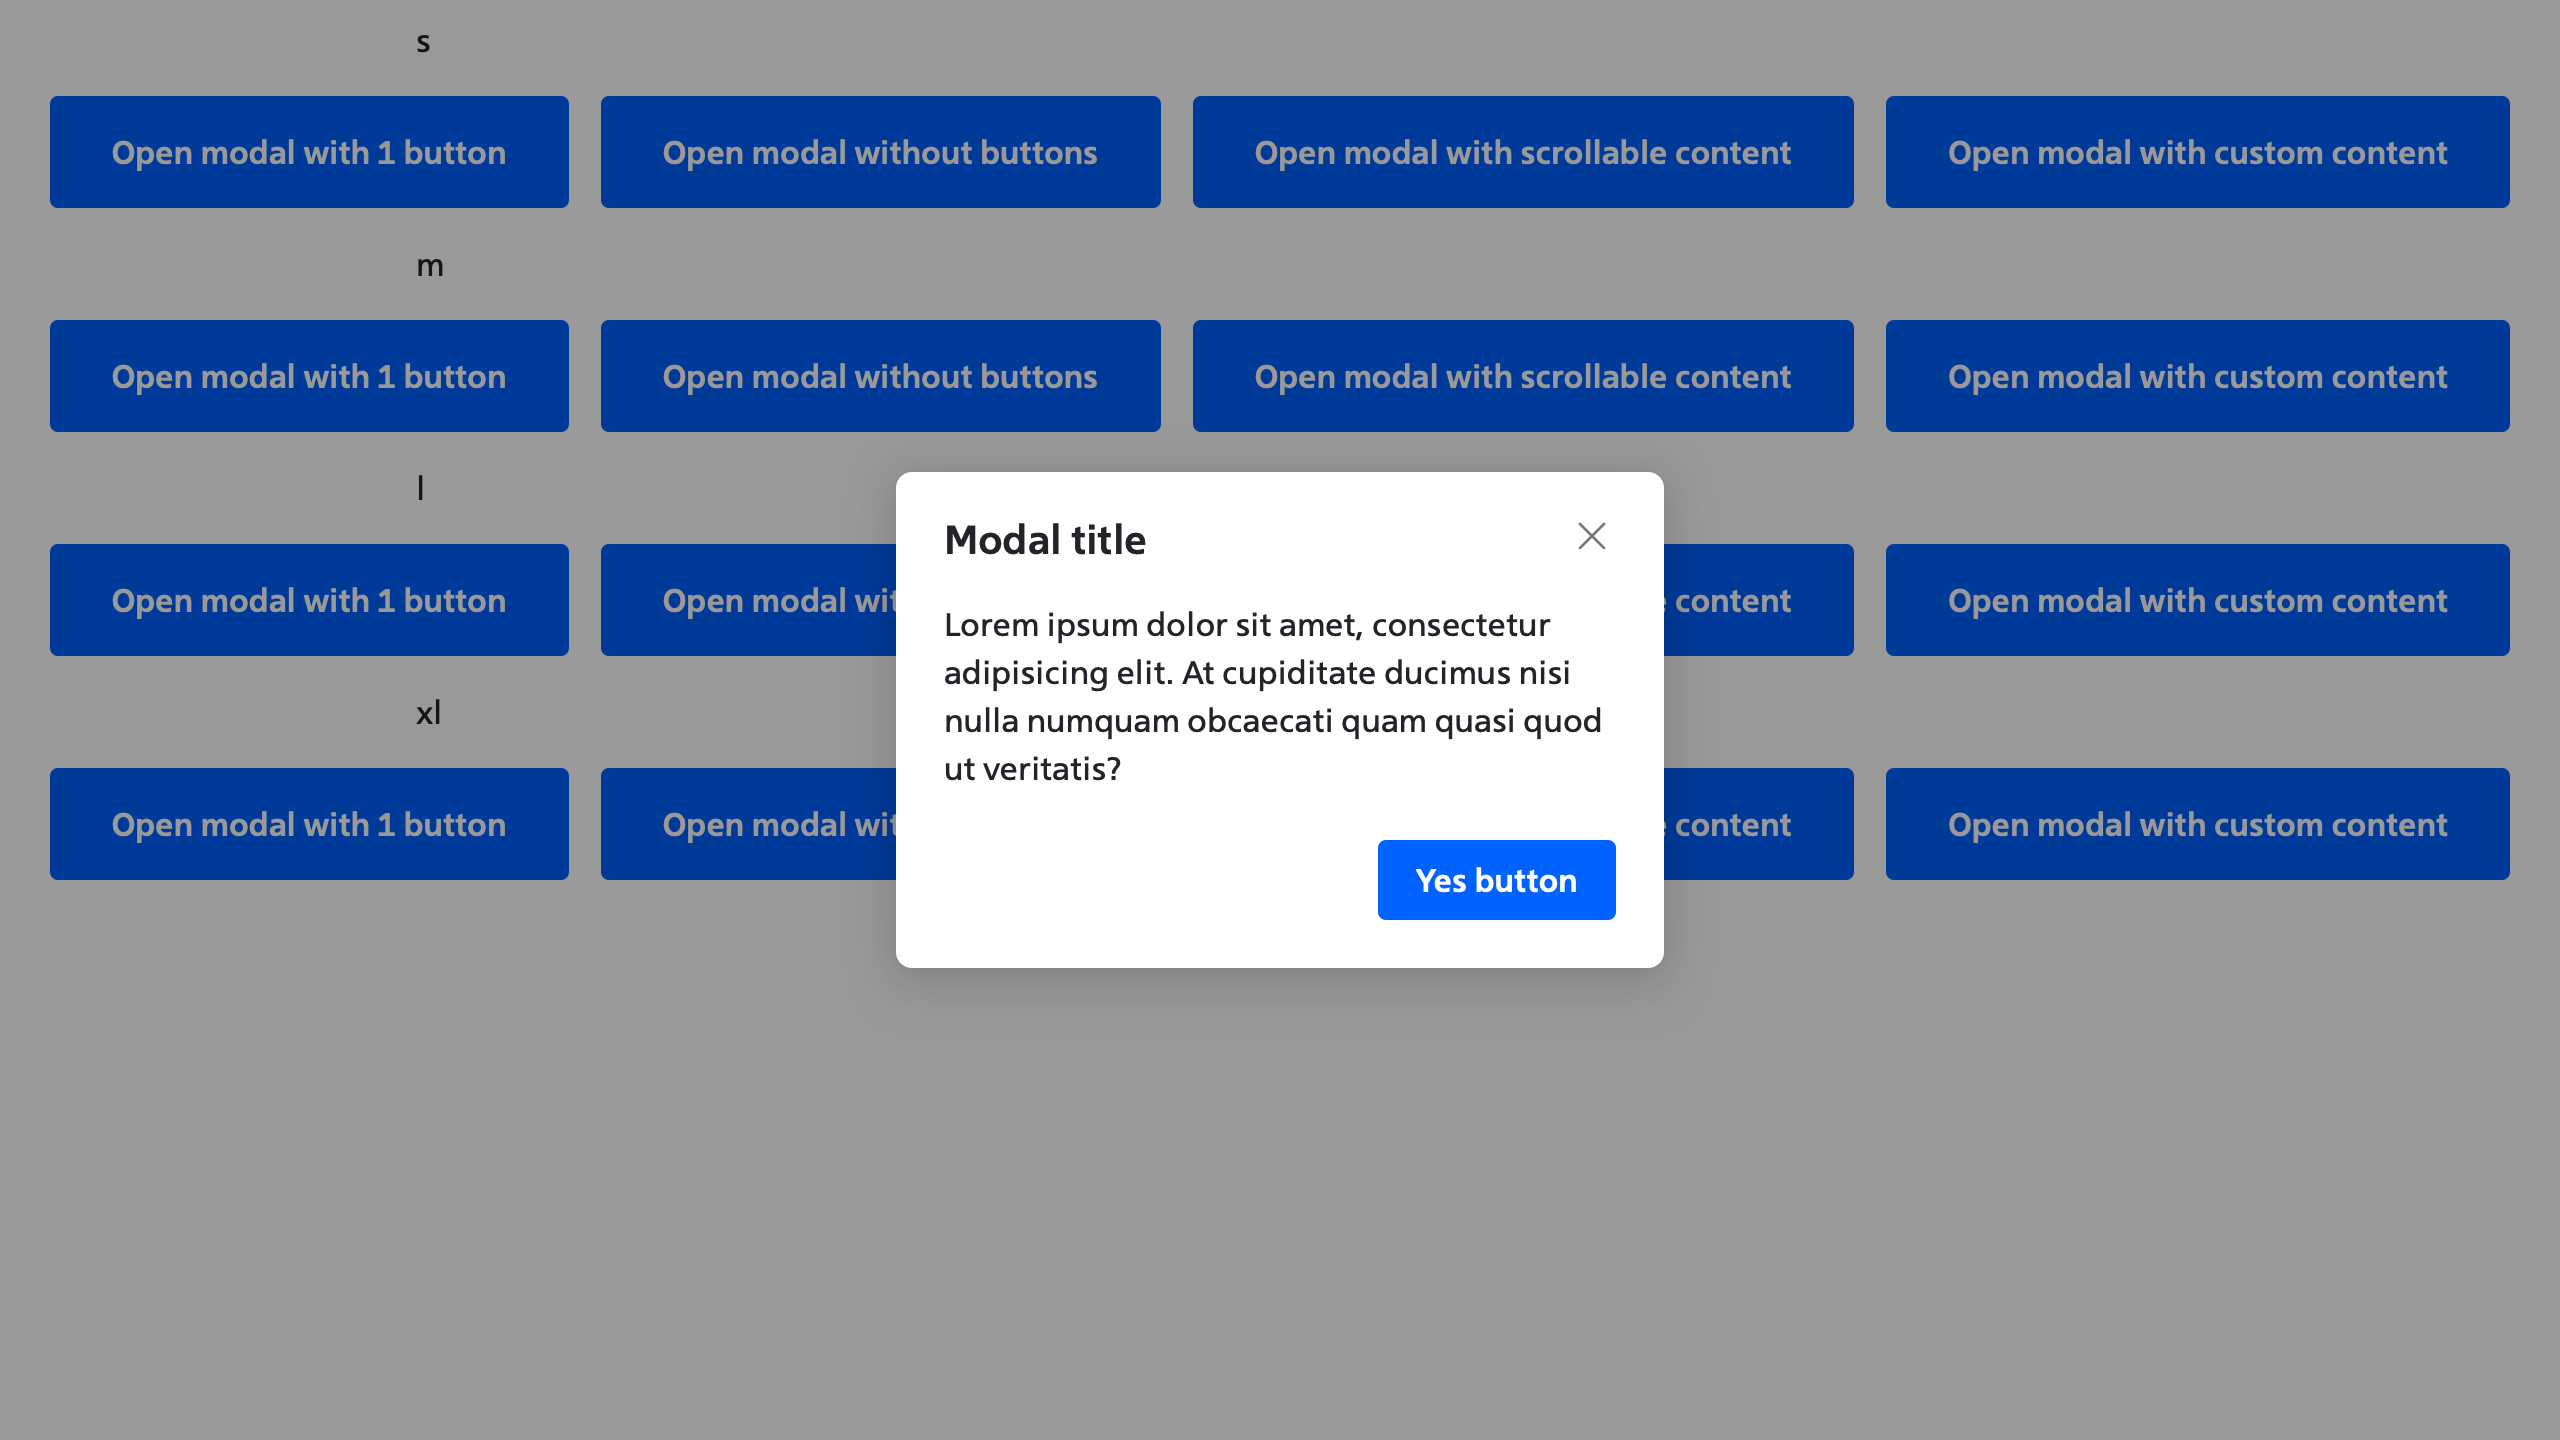 s
Open modal with 1 button
Open modal without buttons
Open modal with scrollable content
Open modal with custom content
m
Open modal with 1 button
Open modal without buttons
Open modal with scrollable content
Open modal with custom content
l
Open modal with 1 button
Open modal
content
Open modal with custom content
xl
Open modal with 1 button
Open modal
content
Open modal with custom content
Modal title
Lorem ipsum dolor sit amet, consectetur
adipisicing elit. At cupiditate ducimus nisi
nulla numquam obcaecati quam quasi quod
ut veritatis?
Yes button